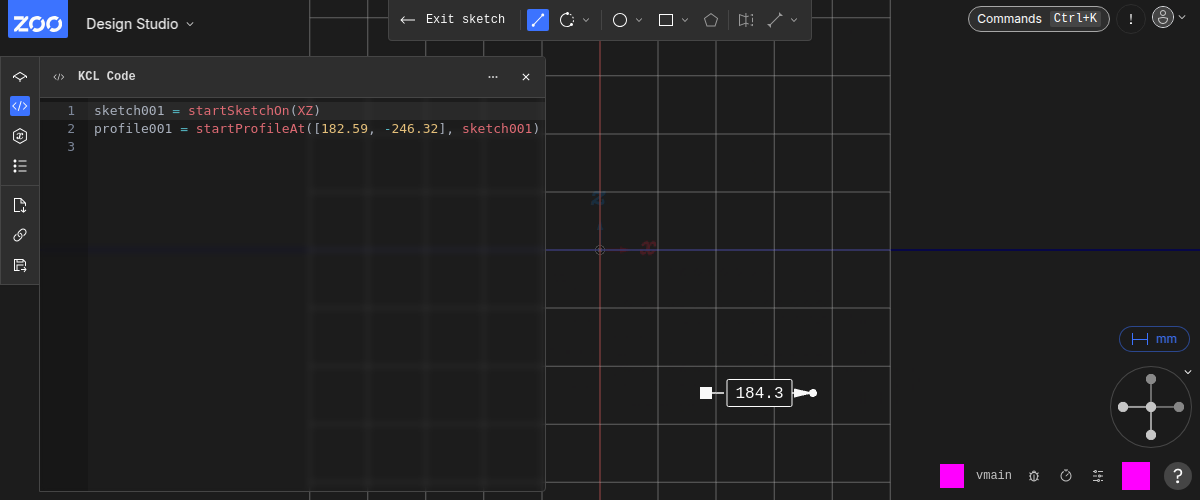 ZOO Design Studio
Exit sketch
Commands Ctrl+K !
KCL Code
1 sketch001 = startSketchOn(XZ)
2 profile001 = startProfileAt([182.59, -246.32], sketch001)
3
z
x
mm
184.3
vmain
?